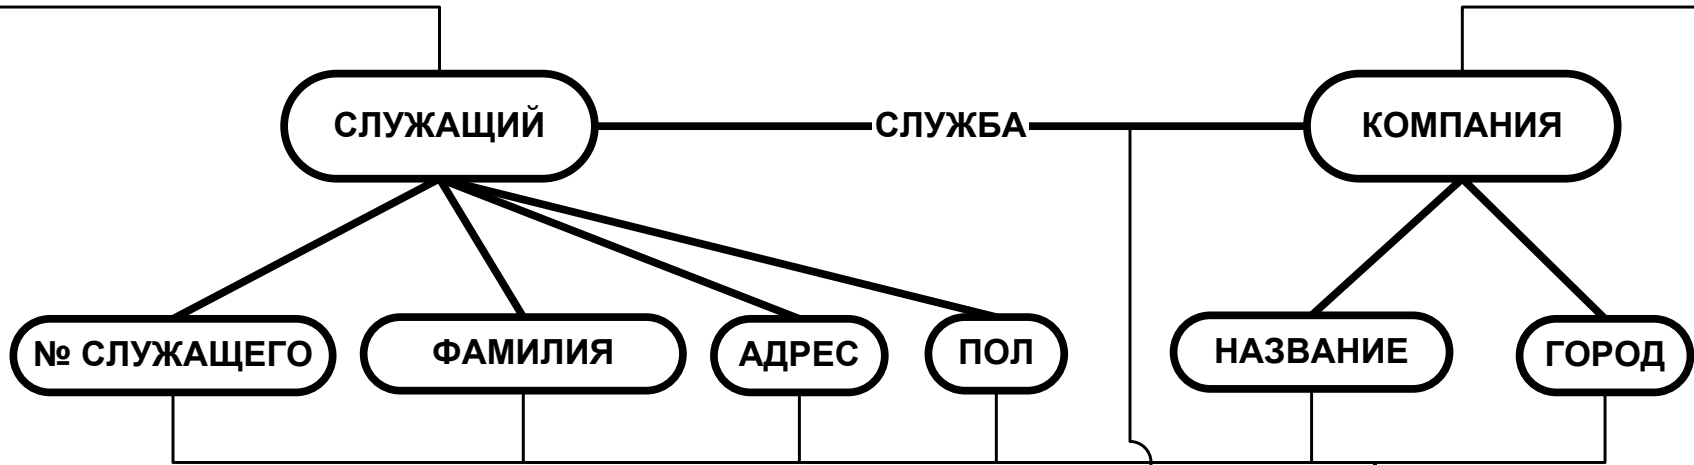 СЛУЖАЩИЙ
СЛУЖБА
КОМПАНИЯ
№ СЛУЖАЩЕГО
ФАМИЛИЯ
АДРЕС
ПОЛ
НАЗВАНИЕ
ГОРОД